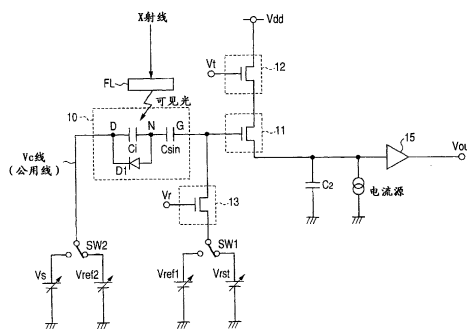 X射线
Vdd
FL
Vt
12
可见光
10
D
N
G
11
Ci
Csin
D1
15
Vou
Vc线
(公用线)
C2
电流源
Vr
13
SW2
SW1
Vs
Vref2
Vref1
Vrst